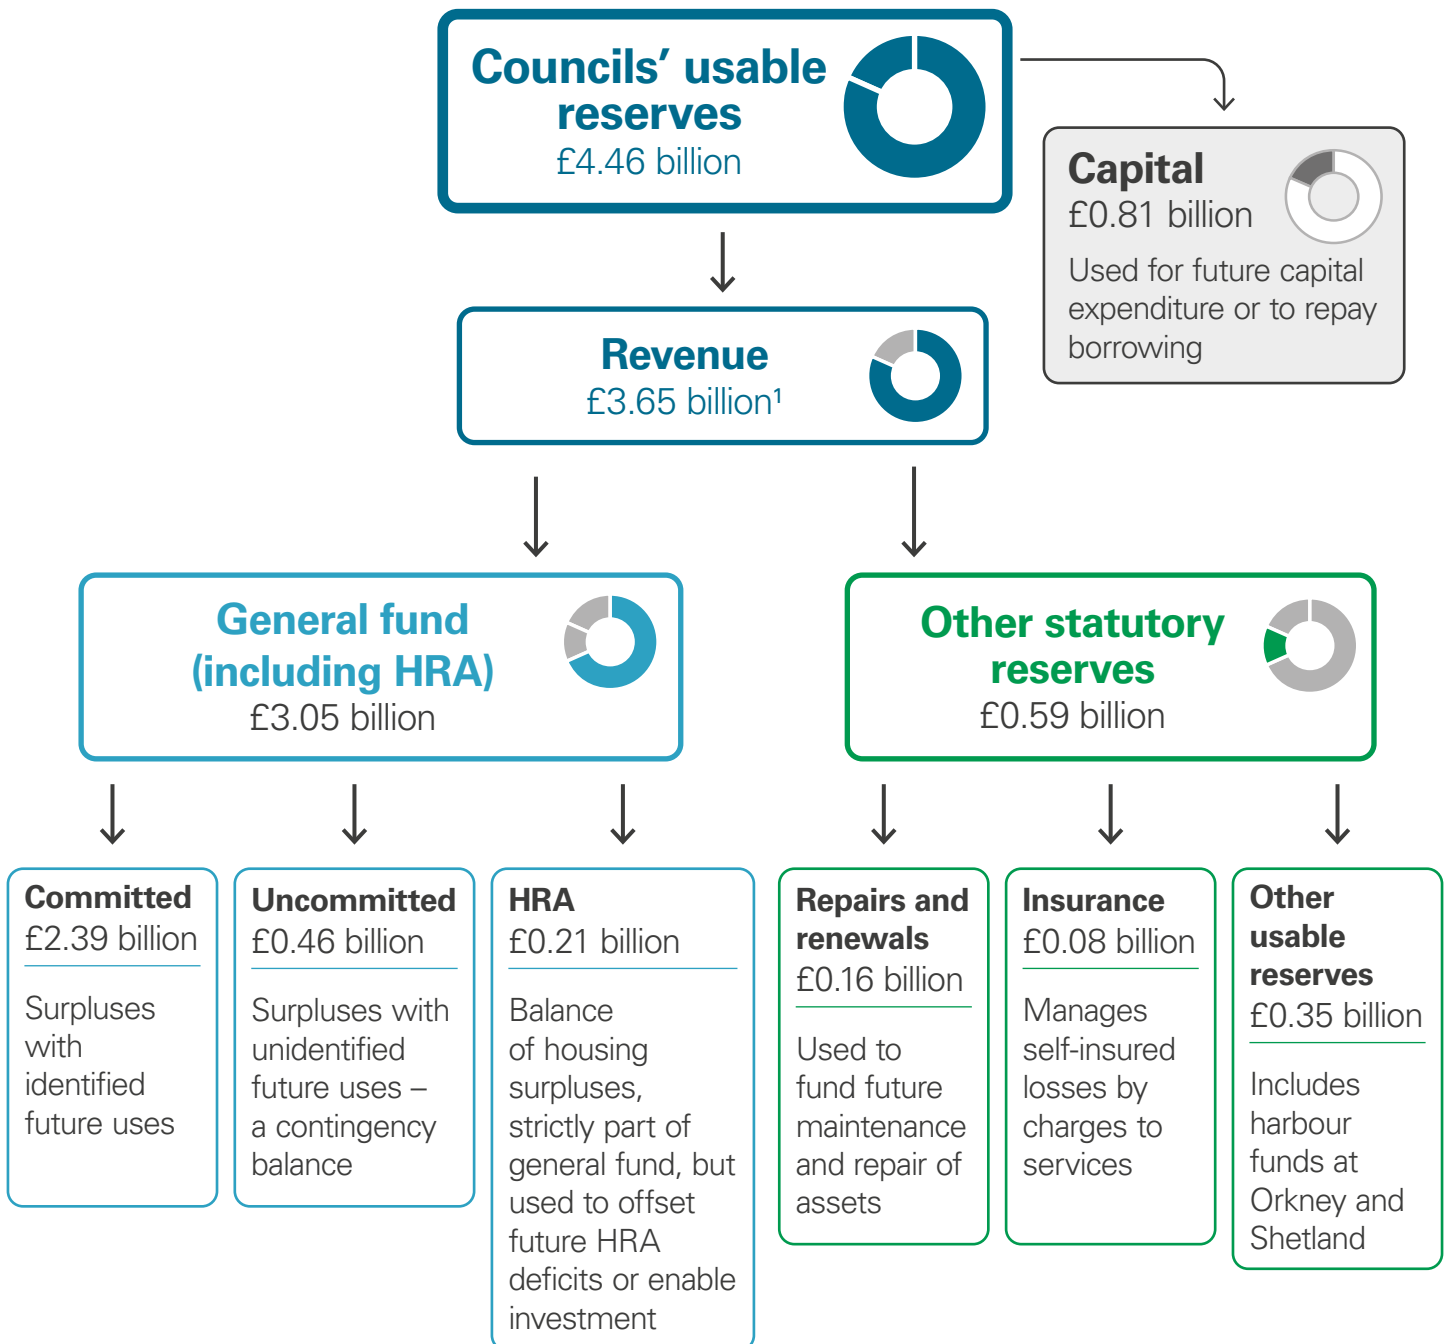 Councils’ usable
reserves
£4.46 billion
Capital
£0.81 billion
Used for future capital
expenditure or to repay
borrowing
Revenue
£3.65 billion¹
General fund
(including HRA)
£3.05 billion
Other statutory
reserves
£0.59 billion
Committed
£2.39 billion
Surpluses
with
identified
future uses
Uncommitted
£0.46 billion
Surpluses with
unidentified
future uses –
a contingency
balance
HRA
£0.21 billion
Balance
of housing
surpluses,
strictly part of
general fund, but
used to offset
future HRA
deficits or enable
investment
Repairs and
renewals
£0.16 billion
Used to
fund future
maintenance
and repair of
assets
Insurance
£0.08 billion
Manages
self-insured
losses by
charges to
services
Other
usable
reserves
£0.35 billion
Includes
harbour
funds at
Orkney and
Shetland